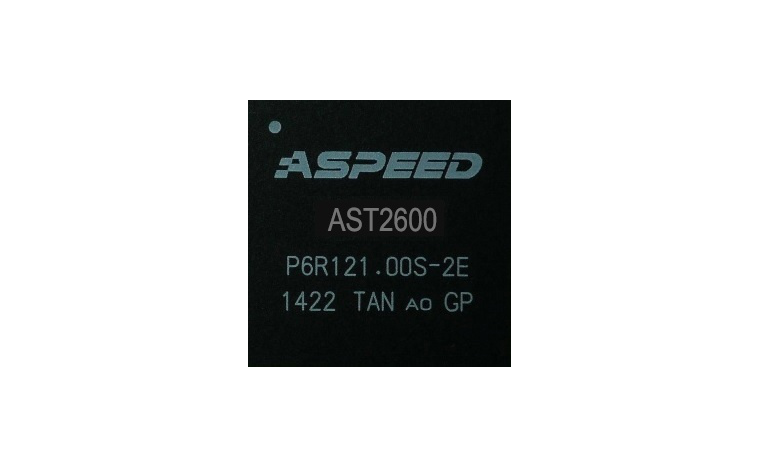 ASPEED
AST2600
P6R121.00S-2E
1422 TAN A0 GP